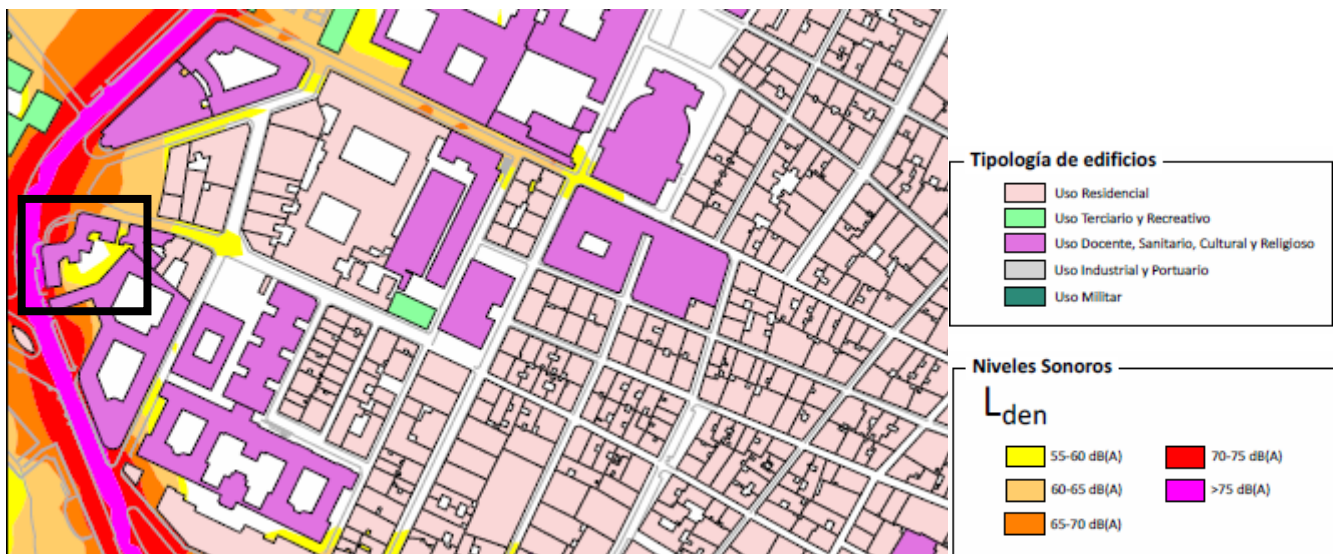 Tipología de edificios
Uso Residencial
Uso Terciario y Recreativo
Uso Docente, Sanitario, Cultural y Religioso
Uso Industrial y Portuario
Uso Militar
Niveles Sonoros
Lden
55-60 dB(A)
70-75 dB(A)
60-65 dB(A)
>75 dB(A)
65-70 dB(A)